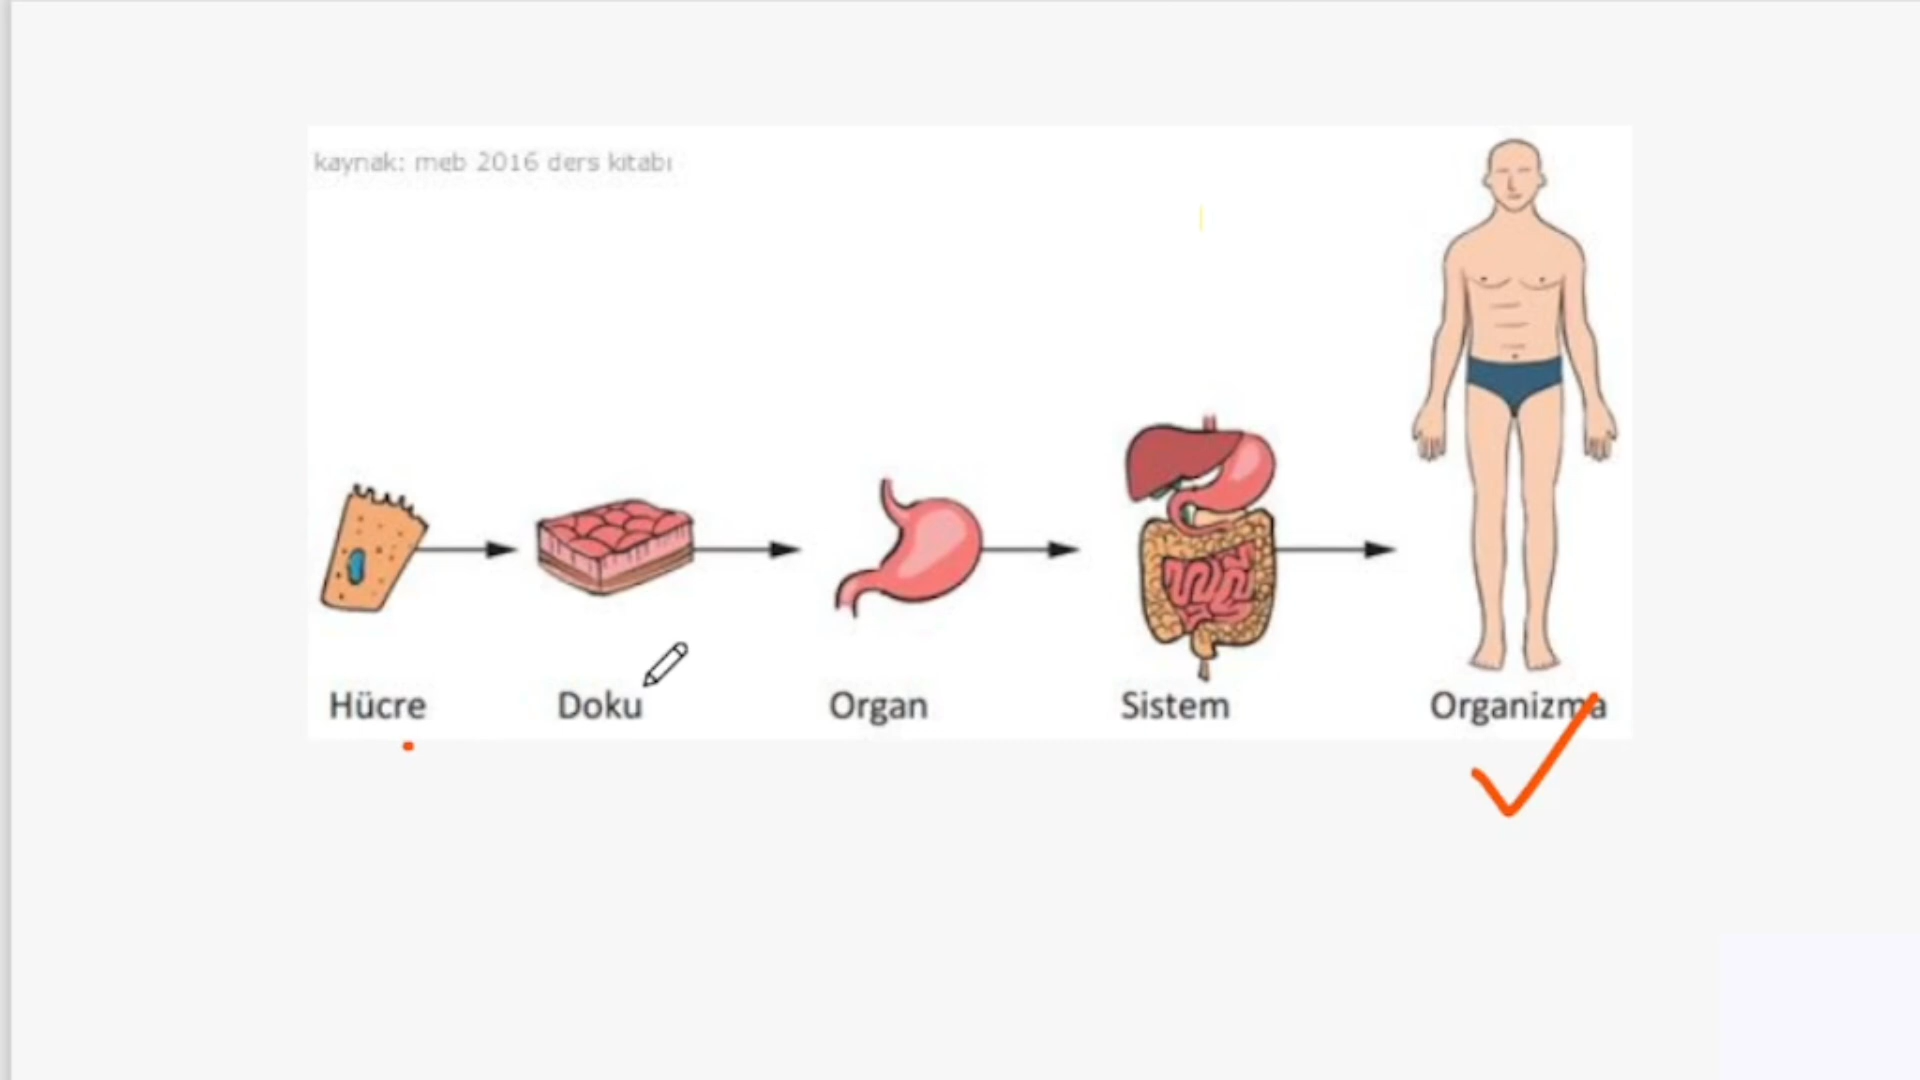 kaynak: meb 2016 ders kitabı
Hücre Doku Organ Sistem Organizma